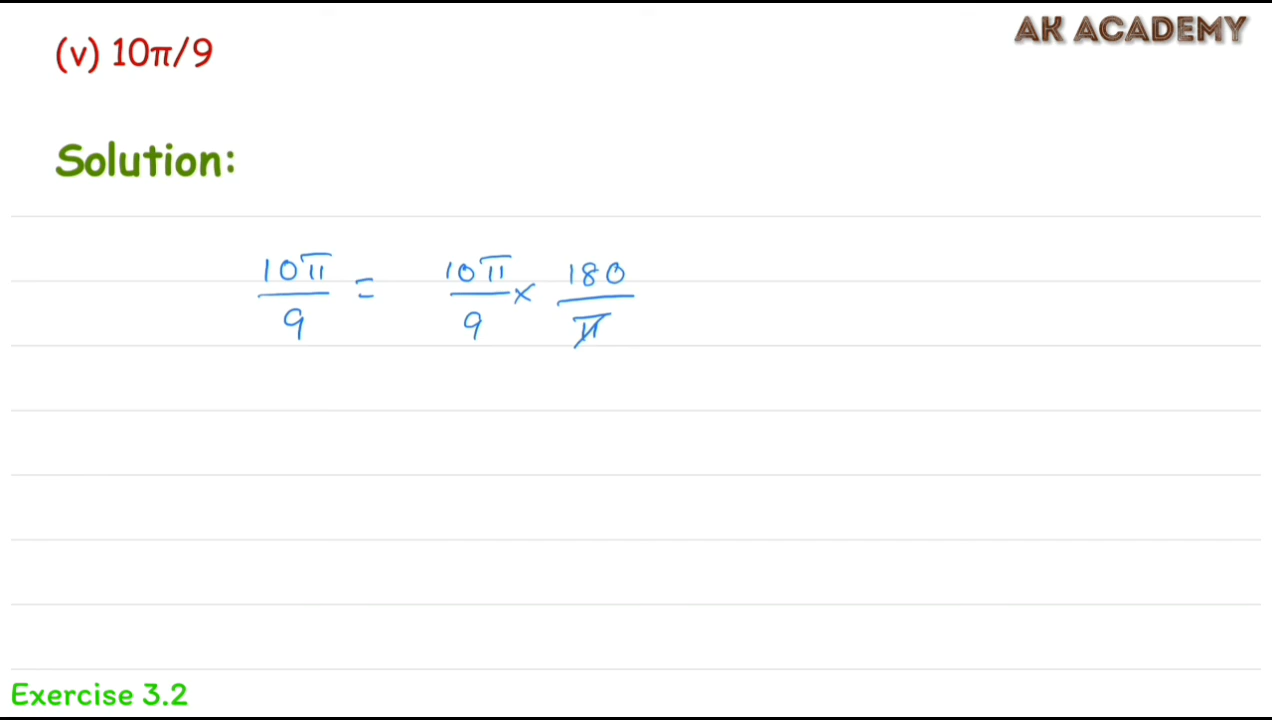 AK ACADEMY
(v) 10π/9
Solution:
10π/9 = 10π/9 × 180/π
Exercise 3.2